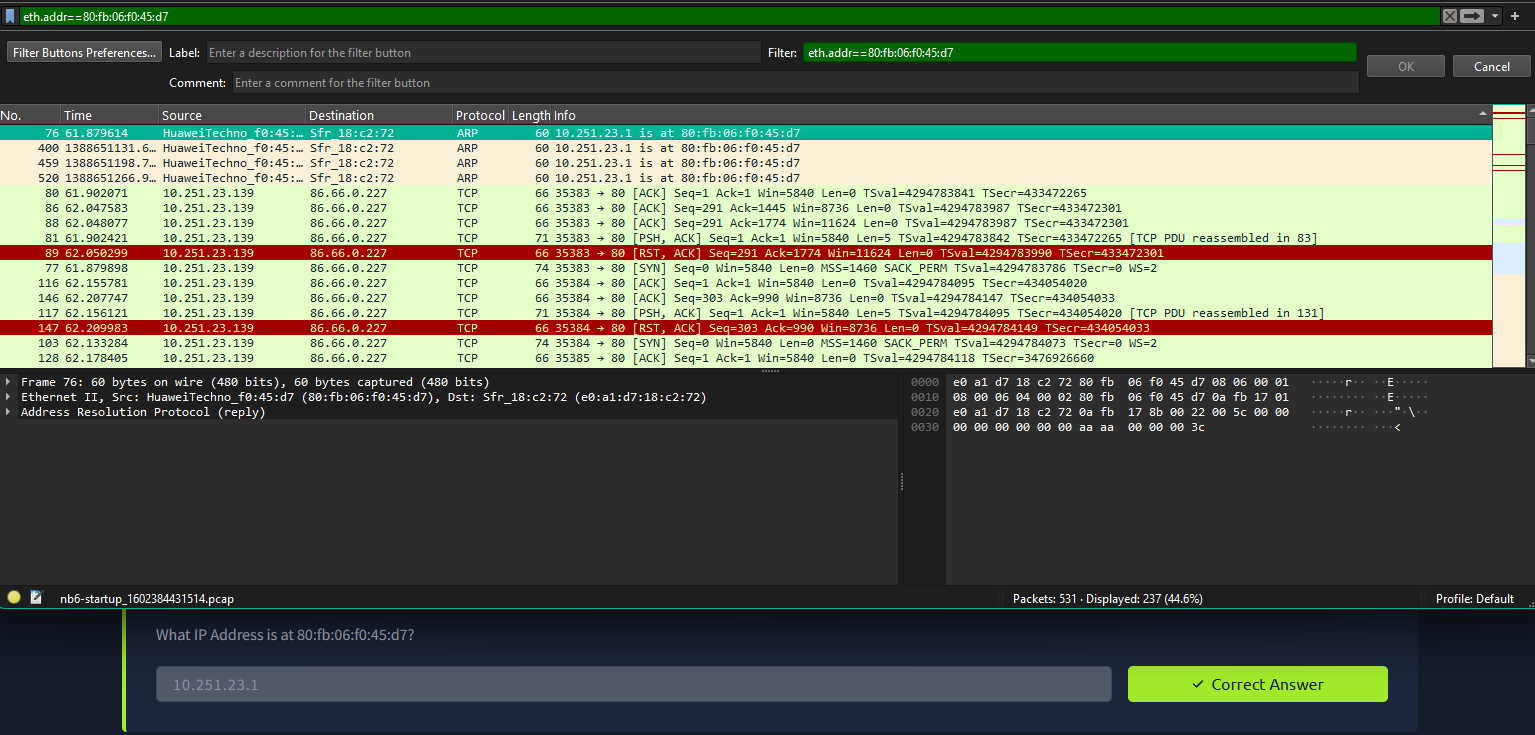 eth.addr==80:fb:06:f0:45:d7
Filter Buttons Preferences... Label: Enter a description for the filter button Filter: eth.addr==80:fb:06:f0:45:d7
OK Cancel
Comment: Enter a comment for the filter button
No. Time Source Destination Protocol Length Info
76 61.879614 HuaweiTechno_f0:45:... Sfr_18:c2:72 ARP 60 10.251.23.1 is at 80:fb:06:f0:45:d7
400 1388651131.6... HuaweiTechno_f0:45:... Sfr_18:c2:72 ARP 60 10.251.23.1 is at 80:fb:06:f0:45:d7
459 1388651198.7... HuaweiTechno_f0:45:... Sfr_18:c2:72 ARP 60 10.251.23.1 is at 80:fb:06:f0:45:d7
520 1388651266.9... HuaweiTechno_f0:45:... Sfr_18:c2:72 ARP 60 10.251.23.1 is at 80:fb:06:f0:45:d7
80 61.902071 10.251.23.139 86.66.0.227 TCP 66 35383 → 80 [ACK] Seq=1 Ack=1 Win=5840 Len=0 TSval=4294783841 TSecr=433472265
86 62.047583 10.251.23.139 86.66.0.227 TCP 66 35383 → 80 [ACK] Seq=291 Ack=1445 Win=8736 Len=0 TSval=4294783987 TSecr=433472301
88 62.048077 10.251.23.139 86.66.0.227 TCP 66 35383 → 80 [ACK] Seq=291 Ack=1774 Win=11624 Len=0 TSval=4294783987 TSecr=433472301
81 61.902421 10.251.23.139 86.66.0.227 TCP 71 35383 → 80 [PSH, ACK] Seq=1 Ack=1 Win=5840 Len=5 TSval=4294783842 TSecr=433472265 [TCP PDU reassembled in 83]
89 62.050299 10.251.23.139 86.66.0.227 TCP 66 35383 → 80 [RST, ACK] Seq=291 Ack=1774 Win=11624 Len=0 TSval=4294783990 TSecr=433472301
77 61.879898 10.251.23.139 86.66.0.227 TCP 74 35383 → 80 [SYN] Seq=0 Win=5840 Len=0 MSS=1460 SACK_PERM TSval=4294783786 TSecr=0 WS=2
116 62.155781 10.251.23.139 86.66.0.227 TCP 66 35384 → 80 [ACK] Seq=1 Ack=1 Win=5840 Len=0 TSval=4294784095 TSecr=434054020
146 62.207747 10.251.23.139 86.66.0.227 TCP 66 35384 → 80 [ACK] Seq=303 Ack=990 Win=8736 Len=0 TSval=4294784147 TSecr=434054033
117 62.156121 10.251.23.139 86.66.0.227 TCP 71 35384 → 80 [PSH, ACK] Seq=1 Ack=1 Win=5840 Len=5 TSval=4294784095 TSecr=434054020 [TCP PDU reassembled in 131]
147 62.209983 10.251.23.139 86.66.0.227 TCP 66 35384 → 80 [RST, ACK] Seq=303 Ack=990 Win=8736 Len=0 TSval=4294784149 TSecr=434054033
103 62.133284 10.251.23.139 86.66.0.227 TCP 74 35384 → 80 [SYN] Seq=0 Win=5840 Len=0 MSS=1460 SACK_PERM TSval=4294784073 TSecr=0 WS=2
128 62.178405 10.251.23.139 86.66.0.227 TCP 66 35385 → 80 [ACK] Seq=1 Ack=1 Win=5840 Len=0 TSval=4294784118 TSecr=3476926660
Frame 76: 60 bytes on wire (480 bits), 60 bytes captured (480 bits)
Ethernet II, Src: HuaweiTechno_f0:45:d7 (80:fb:06:f0:45:d7), Dst: Sfr_18:c2:72 (e0:a1:d7:18:c2:72)
Address Resolution Protocol (reply)
0000 e0 a1 d7 18 c2 72 80 fb 06 f0 45 d7 08 06 00 01 ·····r·· ··E·····
0010 08 00 06 04 00 02 80 fb 06 f0 45 d7 0a fb 17 01 ········ ··E·····
0020 e0 a1 d7 18 c2 72 0a fb 17 8b 00 22 00 5c 00 00 ·····r·· ···"·\··
0030 00 00 00 00 00 00 aa aa 00 00 00 3c ········ ···<
nb6-startup_1602384431514.pcap Packets: 531 · Displayed: 237 (44.6%) Profile: Default
What IP Address is at 80:fb:06:f0:45:d7?
10.251.23.1
✓ Correct Answer